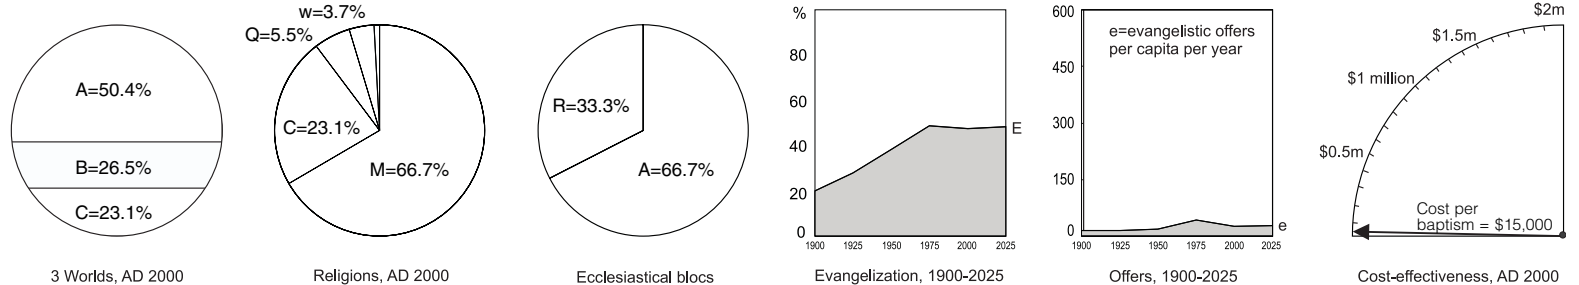 A=50.4%
B=26.5%
C=23.1%
3 Worlds, AD 2000
w=3.7%
Q=5.5%
C=23.1%
M=66.7%
Religions, AD 2000
R=33.3%
A=66.7%
Ecclesiastical blocs
%
80
60
40
20
0
E
1900 1925 1950 1975 2000 2025
Evangelization, 1900-2025
600
450
300
150
0
e=evangelistic offers
per capita per year
e
1900 1925 1950 1975 2000 2025
Offers, 1900-2025
$2m
$1.5m
$1 million
$0.5m
Cost per
baptism = $15,000
Cost-effectiveness, AD 2000